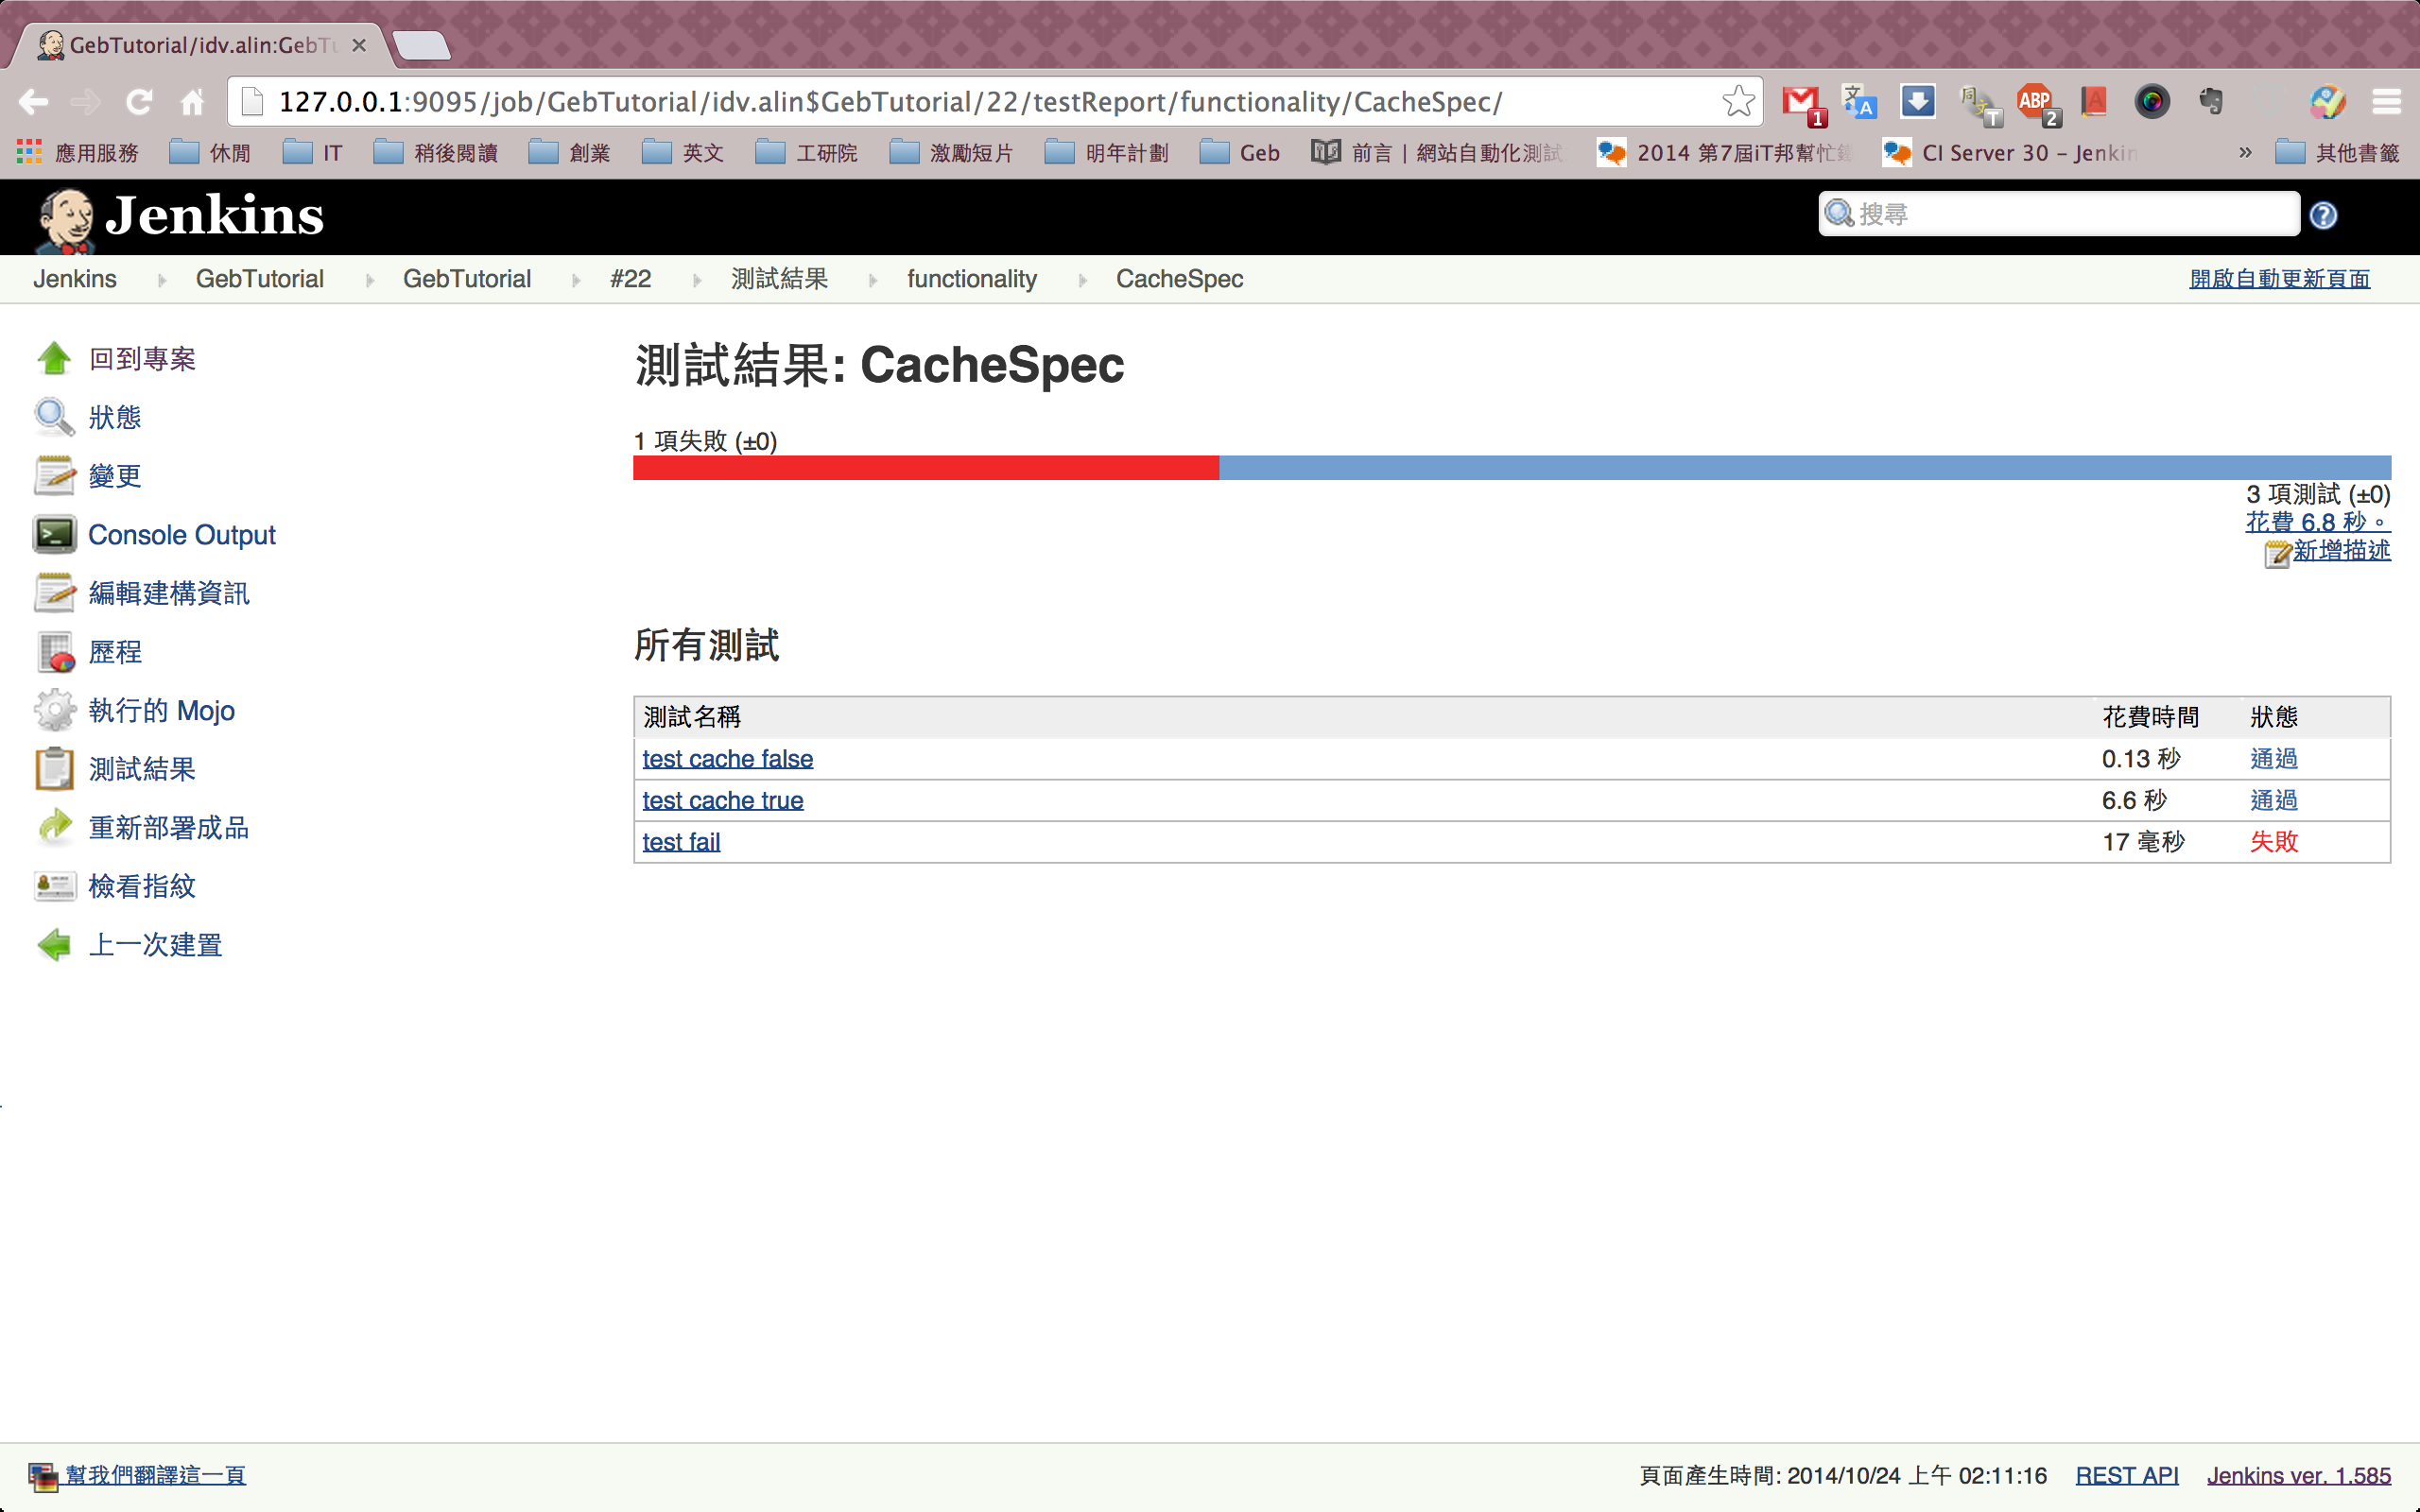 GebTutorial/idv.alin:GebTu
127.0.0.1:9095/job/GebTutorial/idv.alin$GebTutorial/22/testReport/functionality/CacheSpec/
1
T
ABP
2
應用服務 休閒 IT 稍後閱讀 創業 英文 工研院 激勵短片 明年計劃 Geb 前言 | 網站自動化測試 2014 第7屆iT邦幫忙鐵 CI Server 30 – Jenkin » 其他書籤
Jenkins
搜尋
Jenkins GebTutorial GebTutorial #22 測試結果 functionality CacheSpec 開啟自動更新頁面
回到專案
狀態
變更
Console Output
編輯建構資訊
歷程
執行的 Mojo
測試結果
重新部署成品
檢看指紋
上一次建置
測試結果: CacheSpec
1 項失敗 (±0)
3 項測試 (±0)
花費 6.8 秒。
新增描述
所有測試
測試名稱 花費時間 狀態
test cache false 0.13 秒 通過
test cache true 6.6 秒 通過
test fail 17 毫秒 失敗
幫我們翻譯這一頁
頁面產生時間: 2014/10/24 上午 02:11:16 REST API Jenkins ver. 1.585